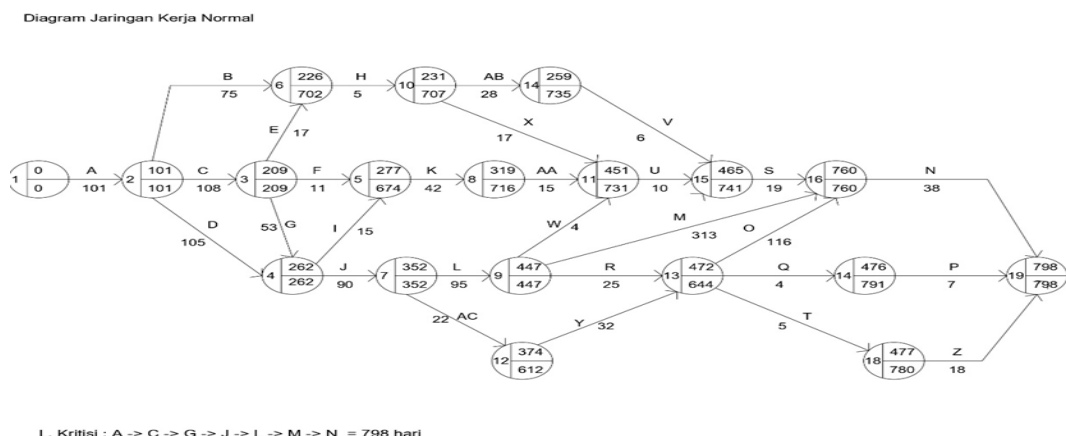 Diagram Jaringan Kerja Normal
B 226 H 231 AB 259
6 10 14
75 702 5 707 28 735
X V
E 17 17 6
0 A 101 C 209 F 277 K 319 AA 451 U 465 S 760 N
1 2 3 5 8 11 15 16
0 101 101 108 209 11 674 42 716 15 731 10 741 19 760 38
D 53 G I 15 W 4 M O
105 313 116
262 J 352 L 447 R 472 Q 476 P 798
4 7 9 13 14 19
262 90 352 95 447 25 644 4 791 7 798
22 AC Y 32 T
5
374 477 Z
12 18
612 780 18
L. Kritisi : A -> C -> G -> J -> L -> M -> N = 798 hari